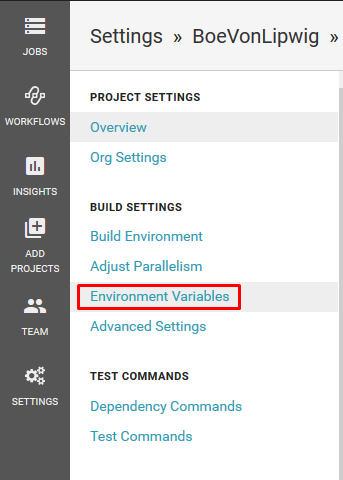 JOBS
WORKFLOWS
INSIGHTS
ADD
PROJECTS
TEAM
SETTINGS
Settings » BoeVonLipwig »
PROJECT SETTINGS
Overview
Org Settings
BUILD SETTINGS
Build Environment
Adjust Parallelism
Environment Variables
Advanced Settings
TEST COMMANDS
Dependency Commands
Test Commands